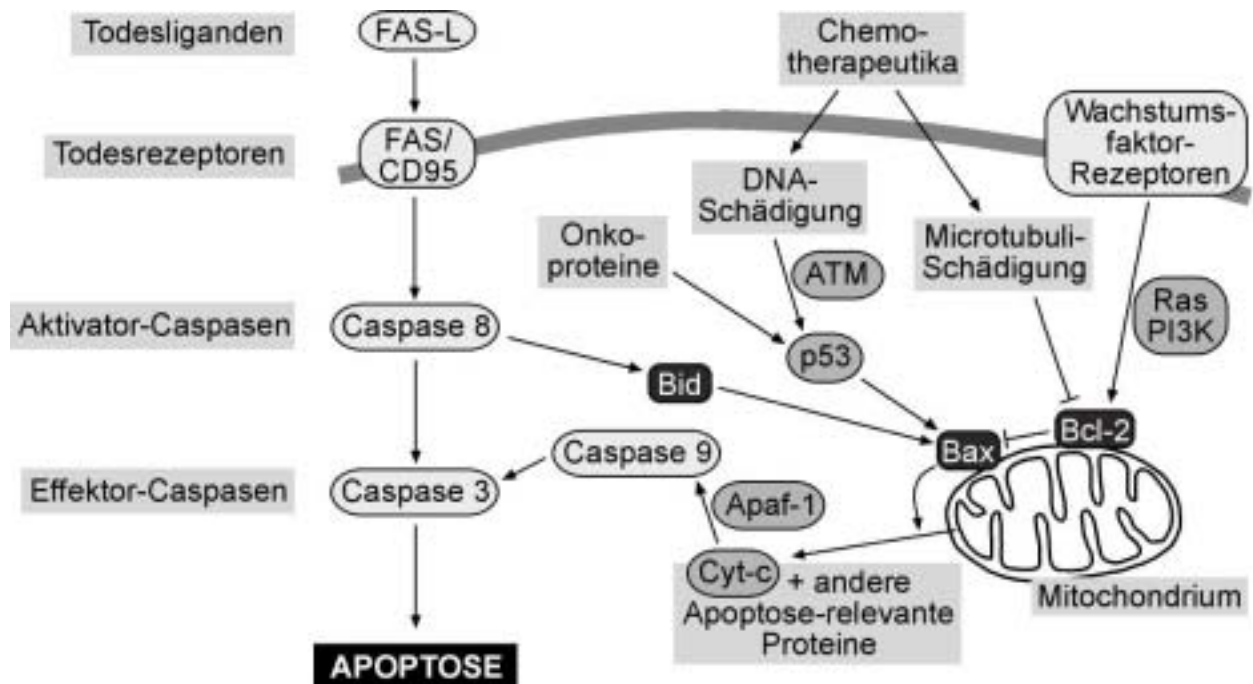 Todesliganden
FAS-L
Chemo-
therapeutika
Todesrezeptoren
FAS/
CD95
Wachstums-
faktor-
Rezeptoren
DNA-
Schädigung
Onko-
proteine
ATM
Microtubuli-
Schädigung
Ras
PI3K
Aktivator-Caspasen
Caspase 8
p53
Bid
Bax
Bcl-2
Effektor-Caspasen
Caspase 3
Caspase 9
Apaf-1
Cyt-c + andere
Apoptose-relevante
Proteine
Mitochondrium
APOPTOSE